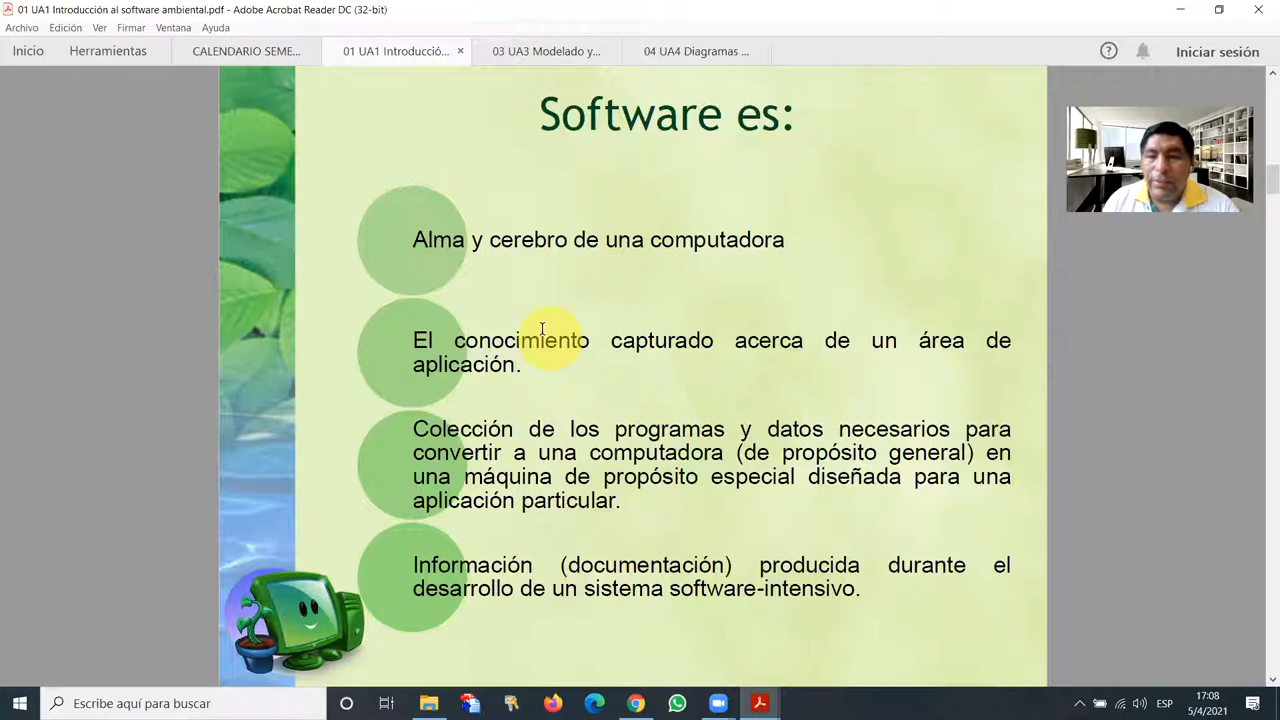 01 UA1 Introducción al software ambiental.pdf - Adobe Acrobat Reader DC (32-bit)
Archivo Edición Ver Firmar Ventana Ayuda
Inicio Herramientas CALENDARIO SEME... 01 UA1 Introducció... × 03 UA3 Modelado y... 04 UA4 Diagramas ... Iniciar sesión
Software es:
Alma y cerebro de una computadora
El conocimiento capturado acerca de un área de
aplicación.
Colección de los programas y datos necesarios para
convertir a una computadora (de propósito general) en
una máquina de propósito especial diseñada para una
aplicación particular.
Información (documentación) producida durante el
desarrollo de un sistema software-intensivo.
Escribe aquí para buscar
ESP
17:08
5/4/2021